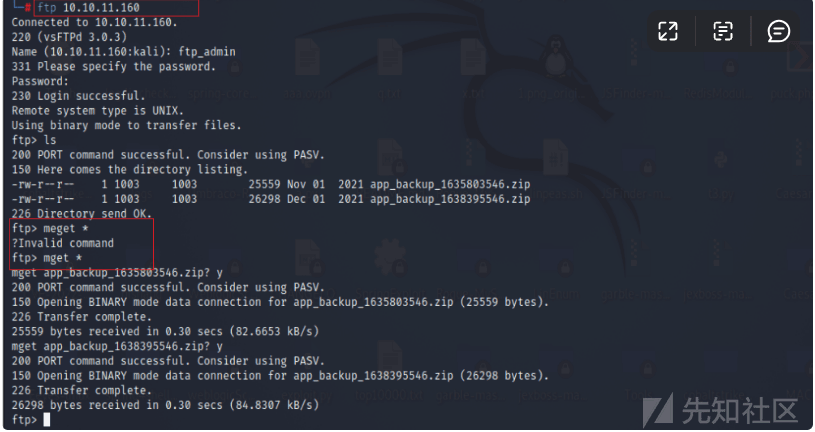 └─# ftp 10.10.11.160
Connected to 10.10.11.160.
220 (vsFTPd 3.0.3)
Name (10.10.11.160:kali): ftp_admin
331 Please specify the password.
Password:
230 Login successful.
Remote system type is UNIX.
Using binary mode to transfer files.
ftp> ls
200 PORT command successful. Consider using PASV.
150 Here comes the directory listing.
-rw-r--r--    1 1003     1003        25559 Nov 01  2021 app_backup_1635803546.zip
-rw-r--r--    1 1003     1003        26298 Dec 01  2021 app_backup_1638395546.zip
226 Directory send OK.
ftp> meget *
?Invalid command
ftp> mget *
mget app_backup_1635803546.zip? y
200 PORT command successful. Consider using PASV.
150 Opening BINARY mode data connection for app_backup_1635803546.zip (25559 bytes).
226 Transfer complete.
25559 bytes received in 0.30 secs (82.6653 kB/s)
mget app_backup_1638395546.zip? y
200 PORT command successful. Consider using PASV.
150 Opening BINARY mode data connection for app_backup_1638395546.zip (26298 bytes).
226 Transfer complete.
26298 bytes received in 0.30 secs (84.8307 kB/s)
ftp>
先知社区